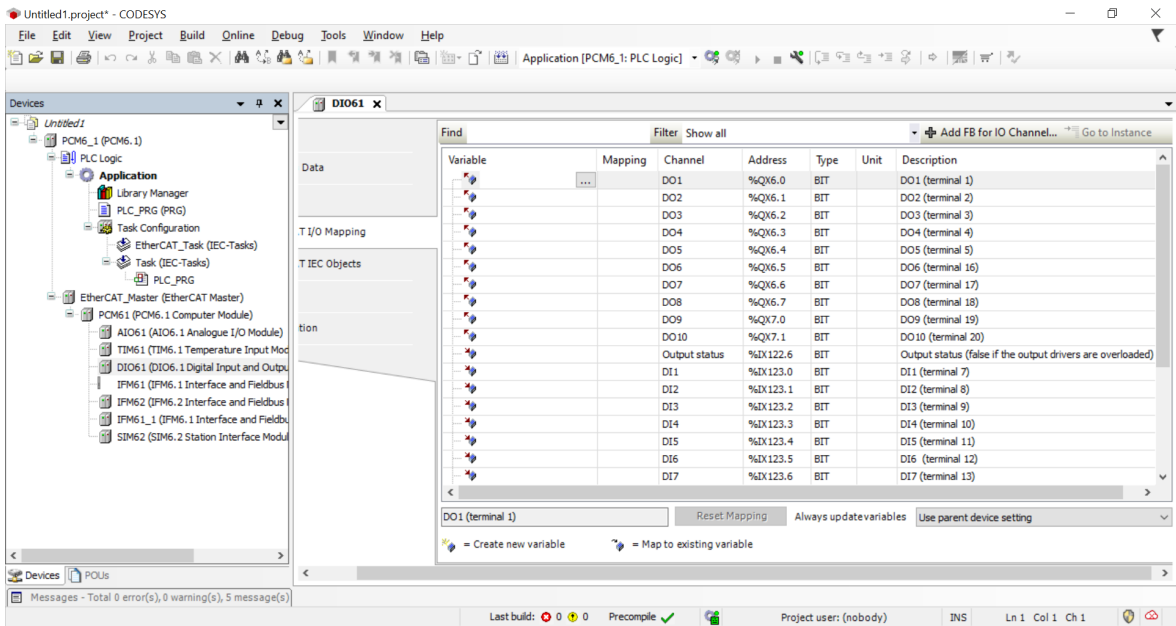 Untitled1.project* - CODESYS
File Edit View Project Build Online Debug Tools Window Help
Application [PCM6_1: PLC Logic]
Devices
Untitled1
PCM6_1 (PCM6.1)
PLC Logic
Application
Library Manager
PLC_PRG (PRG)
Task Configuration
EtherCAT_Task (IEC-Tasks)
Task (IEC-Tasks)
PLC_PRG
EtherCAT_Master (EtherCAT Master)
PCM61 (PCM6.1 Computer Module)
AIO61 (AIO6.1 Analogue I/O Module)
TIM61 (TIM6.1 Temperature Input Mod
DIO61 (DIO6.1 Digital Input and Outpu
IFM61 (IFM6.1 Interface and Fieldbus
IFM62 (IFM6.2 Interface and Fieldbus
IFM61_1 (IFM6.1 Interface and Fieldbu
SIM62 (SIM6.2 Station Interface Modul
Devices POUs
Messages - Total 0 error(s), 0 warning(s), 5 message(s)
DIO61
Data
.T I/O Mapping
.T IEC Objects
tion
Find Filter Show all Add FB for IO Channel... Go to Instance
Variable Mapping Channel Address Type Unit Description
... DO1 %QX6.0 BIT DO1 (terminal 1)
DO2 %QX6.1 BIT DO2 (terminal 2)
DO3 %QX6.2 BIT DO3 (terminal 3)
DO4 %QX6.3 BIT DO4 (terminal 4)
DO5 %QX6.4 BIT DO5 (terminal 5)
DO6 %QX6.5 BIT DO6 (terminal 16)
DO7 %QX6.6 BIT DO7 (terminal 17)
DO8 %QX6.7 BIT DO8 (terminal 18)
DO9 %QX7.0 BIT DO9 (terminal 19)
DO10 %QX7.1 BIT DO10 (terminal 20)
Output status %IX122.6 BIT Output status (false if the output drivers are overloaded)
DI1 %IX123.0 BIT DI1 (terminal 7)
DI2 %IX123.1 BIT DI2 (terminal 8)
DI3 %IX123.2 BIT DI3 (terminal 9)
DI4 %IX123.3 BIT DI4 (terminal 10)
DI5 %IX123.4 BIT DI5 (terminal 11)
DI6 %IX123.5 BIT DI6 (terminal 12)
DI7 %IX123.6 BIT DI7 (terminal 13)
DO1 (terminal 1) Reset Mapping Always update variables Use parent device setting
= Create new variable = Map to existing variable
Last build: 0 0 Precompile Project user: (nobody) INS Ln 1 Col 1 Ch 1